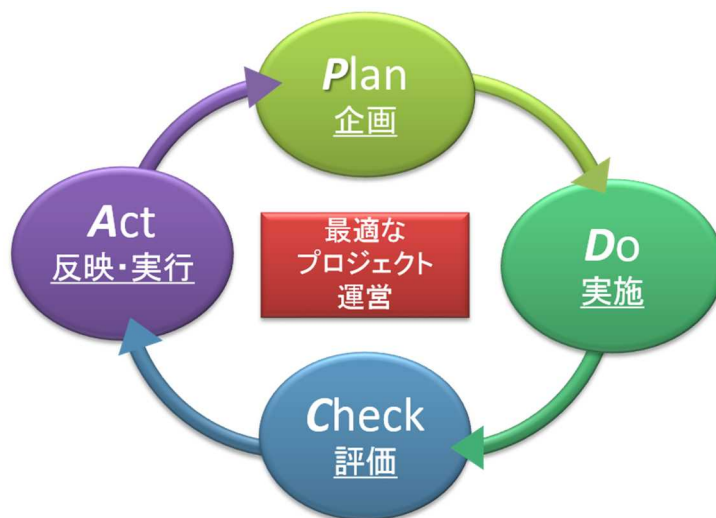 Plan
企画
Do
実施
Check
評価
Act
反映・実行
最適な
プロジェクト
運営